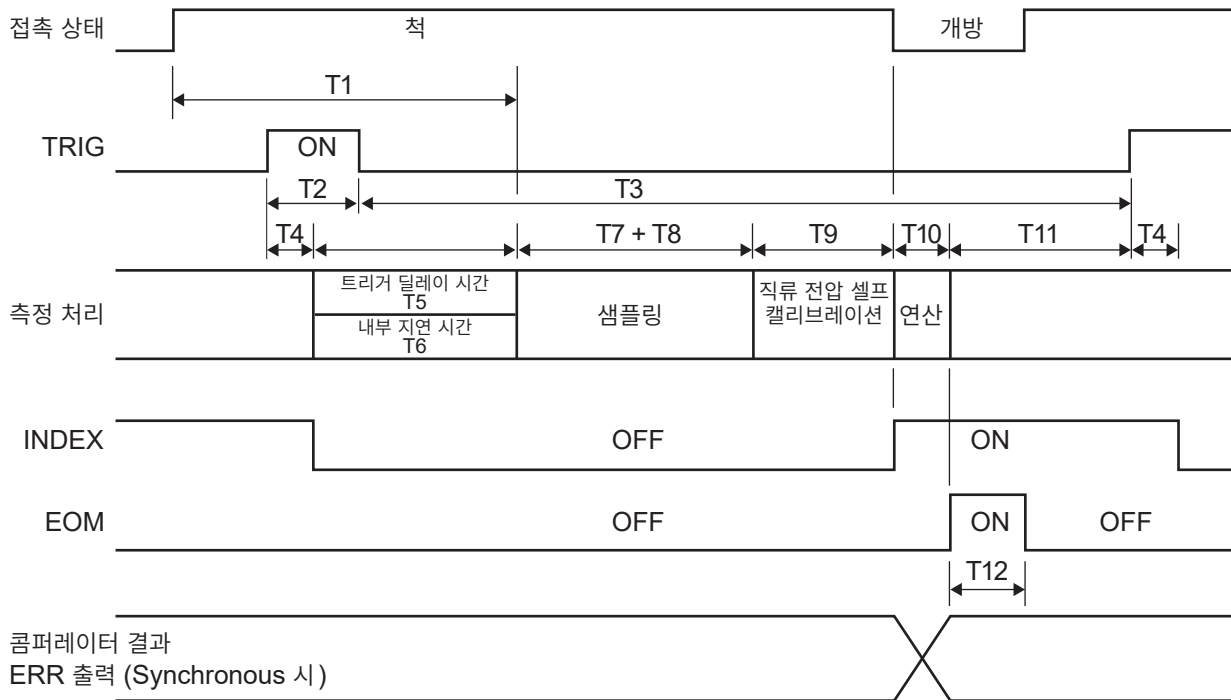 접촉 상태
척
개방
T1
TRIG
ON
T2
T3
T4
T7 + T8
T9
T10
T11
T4
측정 처리
트리거 딜레이 시간
T5
내부 지연 시간
T6
샘플링
직류 전압 셀프
캘리브레이션
연산
INDEX
OFF
ON
EOM
OFF
ON
OFF
T12
콤퍼레이터 결과
ERR 출력 (Synchronous 시)